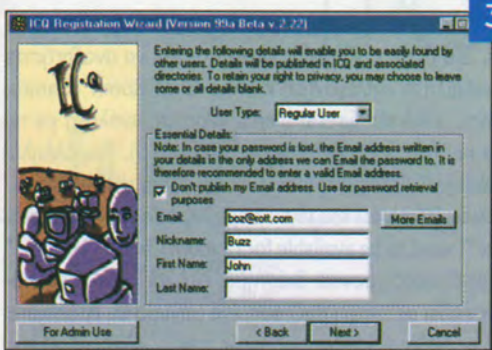 3
ICQ Registration Wizard (Version 99a Beta v.2.22)
Entering the following details will enable you to be easily found by
other users. Details will be published in ICQ and associated
directories. To retain your right to privacy, you may choose to leave
some or all details blank.
User Type: Regular User
Essential Details:
Note: In case your password is lost, the Email address written in
your details is the only address we can Email the password to. It is
therefore recommended to enter a valid Email address.
Don't publish my Email address. Use for password retrieval
purposes
Email: boz@rott.com More Emails
Nickname: Buzz
First Name: John
Last Name:
For Admin Use < Back Next > Cancel